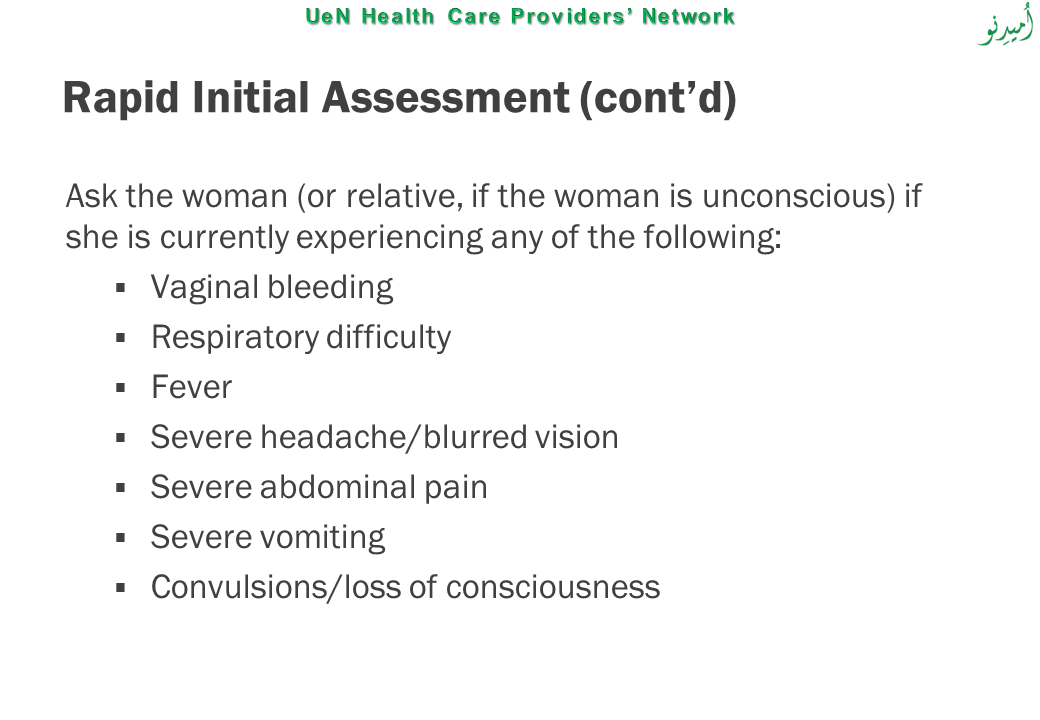 UeN Health Care Providers’ Network
أُميدِنو
Rapid Initial Assessment (cont’d)
Ask the woman (or relative, if the woman is unconscious) if
she is currently experiencing any of the following:
▪ Vaginal bleeding
▪ Respiratory difficulty
▪ Fever
▪ Severe headache/blurred vision
▪ Severe abdominal pain
▪ Severe vomiting
▪ Convulsions/loss of consciousness